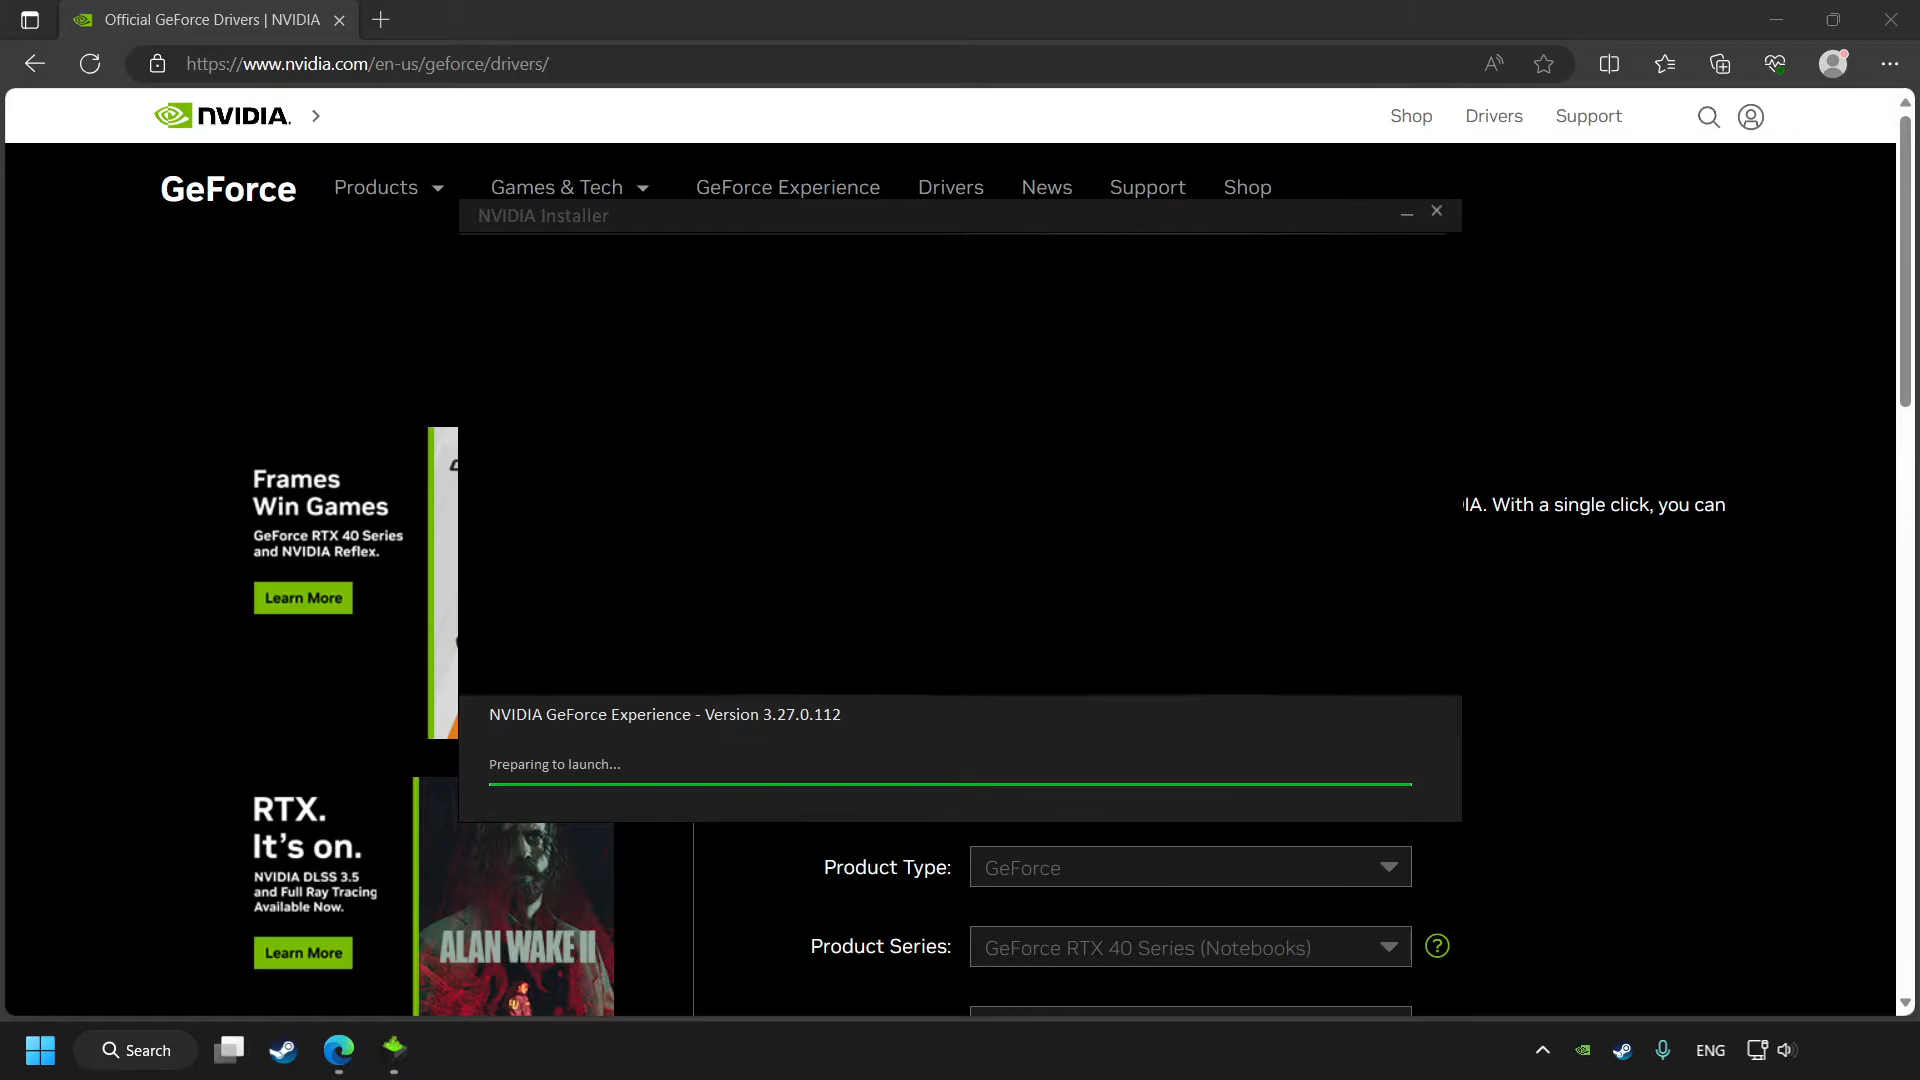 Official GeForce Drivers | NVIDIA
https://www.nvidia.com/en-us/geforce/drivers/
NVIDIA.
Shop
Drivers
Support
GeForce
Products
Games & Tech
GeForce Experience
Drivers
News
Support
Shop
NVIDIA Installer
Frames
Win Games
GeForce RTX 40 Series
and NVIDIA Reflex.
Learn More
IA. With a single click, you can
NVIDIA GeForce Experience - Version 3.27.0.112
Preparing to launch...
RTX.
It's on.
NVIDIA DLSS 3.5
and Full Ray Tracing
Available Now.
Learn More
ALAN WAKE II
Product Type:
GeForce
Product Series:
GeForce RTX 40 Series (Notebooks)
?
Search
ENG